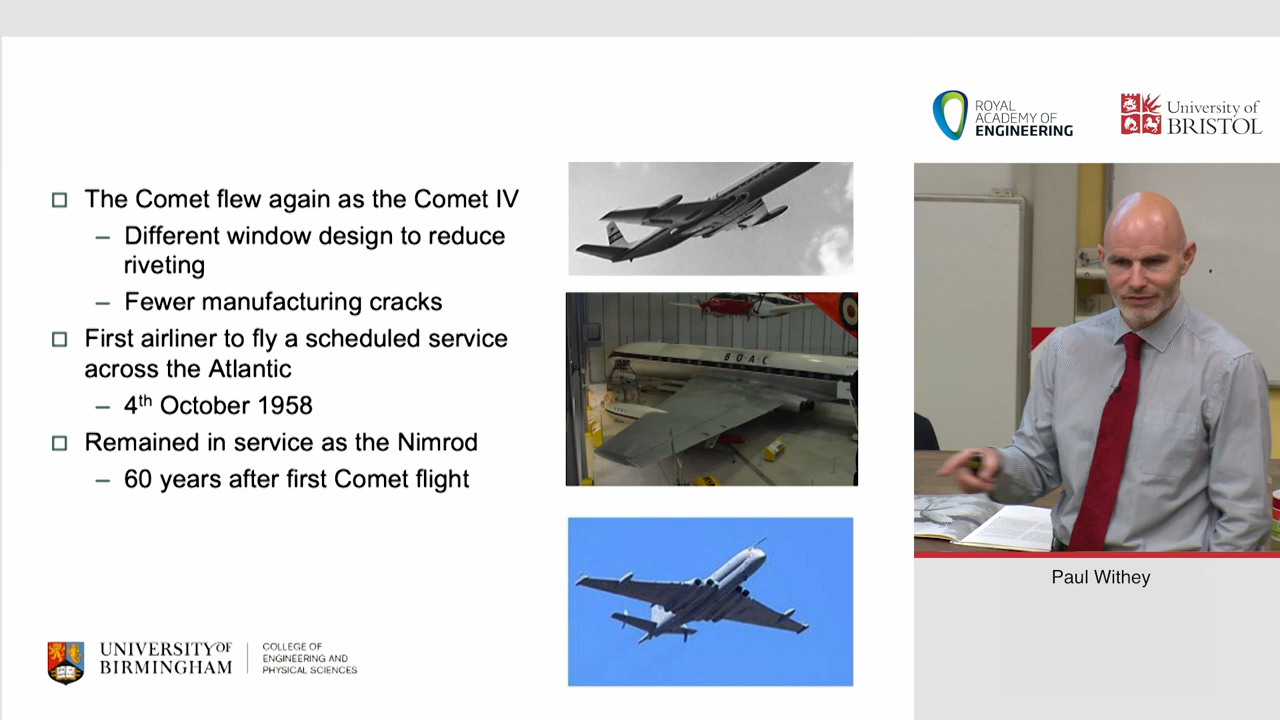 The Comet flew again as the Comet IV
– Different window design to reduce
riveting
– Fewer manufacturing cracks
First airliner to fly a scheduled service
across the Atlantic
– 4th October 1958
Remained in service as the Nimrod
– 60 years after first Comet flight
B·O·A·C
UNIVERSITY OF
BIRMINGHAM
COLLEGE OF
ENGINEERING AND
PHYSICAL SCIENCES
ROYAL
ACADEMY OF
ENGINEERING
University of
BRISTOL
Paul Withey